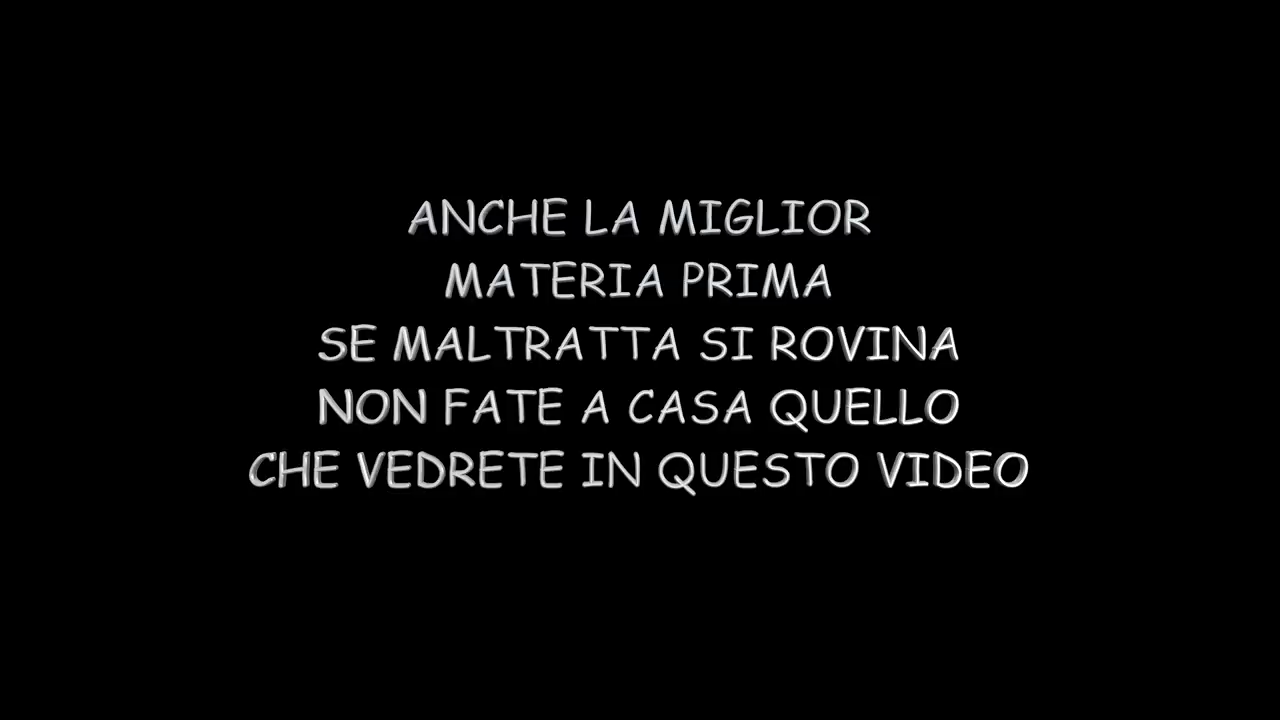 ANCHE LA MIGLIOR
MATERIA PRIMA
SE MALTRATTA SI ROVINA
NON FATE A CASA QUELLO
CHE VEDRETE IN QUESTO VIDEO